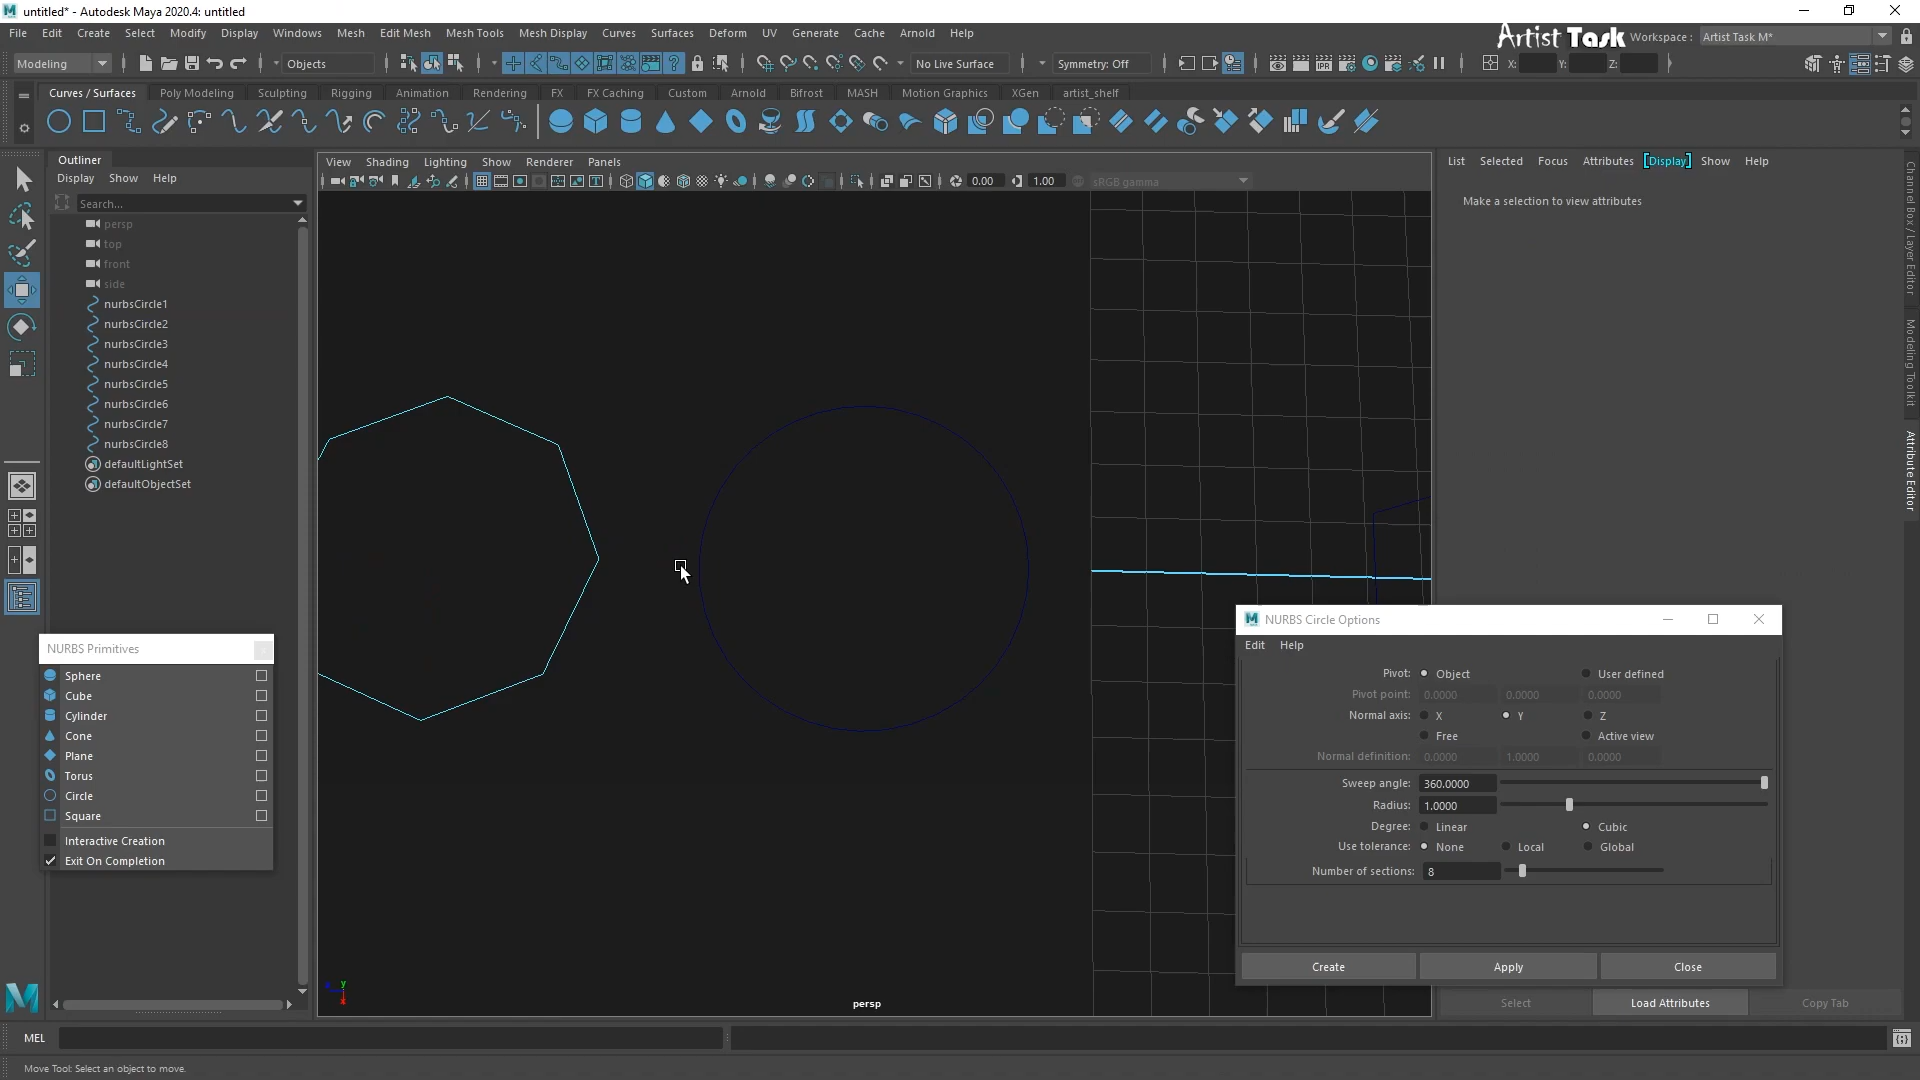 untitled* - Autodesk Maya 2020.4: untitled
File Edit Create Select Modify Display Windows Mesh Edit Mesh Mesh Tools Mesh Display Curves Surfaces Deform UV Generate Cache Arnold Help
Artist Task Workspace : Artist Task M*
Modeling Objects No Live Surface Symmetry: Off X: Y: Z:
Curves / Surfaces Poly Modeling Sculpting Rigging Animation Rendering FX FX Caching Custom Arnold Bifrost MASH Motion Graphics XGen artist_shelf
Outliner
Display Show Help
Search...
persp
top
front
side
nurbsCircle1
nurbsCircle2
nurbsCircle3
nurbsCircle4
nurbsCircle5
nurbsCircle6
nurbsCircle7
nurbsCircle8
defaultLightSet
defaultObjectSet
NURBS Primitives
Sphere
Cube
Cylinder
Cone
Plane
Torus
Circle
Square
Interactive Creation
Exit On Completion
View Shading Lighting Show Renderer Panels
0.00 1.00 sRGB gamma
y
x
persp
List Selected Focus Attributes Display Show Help
Make a selection to view attributes
NURBS Circle Options
Edit Help
Pivot: Object User defined
Pivot point: 0.0000 0.0000 0.0000
Normal axis: X Y Z
Free Active view
Normal definition: 0.0000 1.0000 0.0000
Sweep angle: 360.0000
Radius: 1.0000
Degree: Linear Cubic
Use tolerance: None Local Global
Number of sections: 8
Create Apply Close
Select Load Attributes Copy Tab
Channel Box / Layer Editor
Modeling Toolkit
Attribute Editor
MEL
Move Tool: Select an object to move.